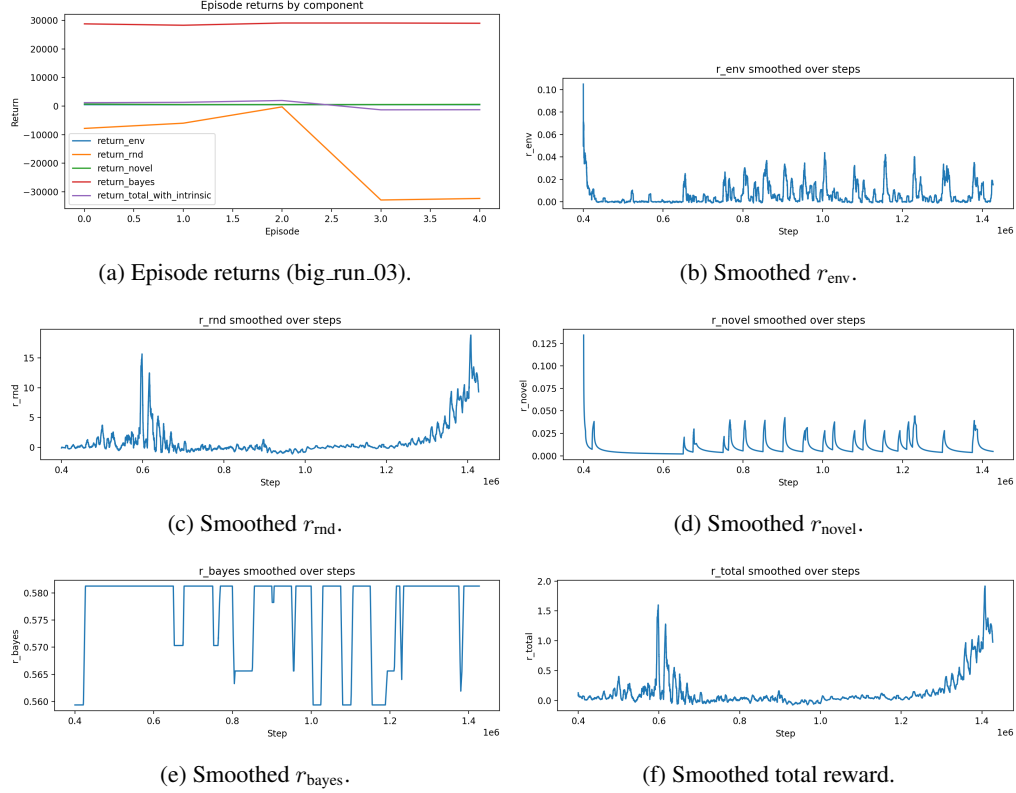 Episode returns by component
30000
20000
10000
0
−10000
−20000
−30000
Return
return_env
return_rnd
return_novel
return_bayes
return_total_with_intrinsic
0.0 0.5 1.0 1.5 2.0 2.5 3.0 3.5 4.0
Episode
(a) Episode returns (big_run_03).
r_env smoothed over steps
0.10
0.08
0.06
0.04
0.02
0.00
r_env
0.4 0.6 0.8 1.0 1.2 1.4
Step
1e6
(b) Smoothed r_env.
r_rnd smoothed over steps
15
10
5
0
r_rnd
0.4 0.6 0.8 1.0 1.2 1.4
Step
1e6
(c) Smoothed r_rnd.
r_novel smoothed over steps
0.125
0.100
0.075
0.050
0.025
0.000
r_novel
0.4 0.6 0.8 1.0 1.2 1.4
Step
1e6
(d) Smoothed r_novel.
r_bayes smoothed over steps
0.580
0.575
0.570
0.565
0.560
r_bayes
0.4 0.6 0.8 1.0 1.2 1.4
Step
1e6
(e) Smoothed r_bayes.
r_total smoothed over steps
2.0
1.5
1.0
0.5
0.0
r_total
0.4 0.6 0.8 1.0 1.2 1.4
Step
1e6
(f) Smoothed total reward.